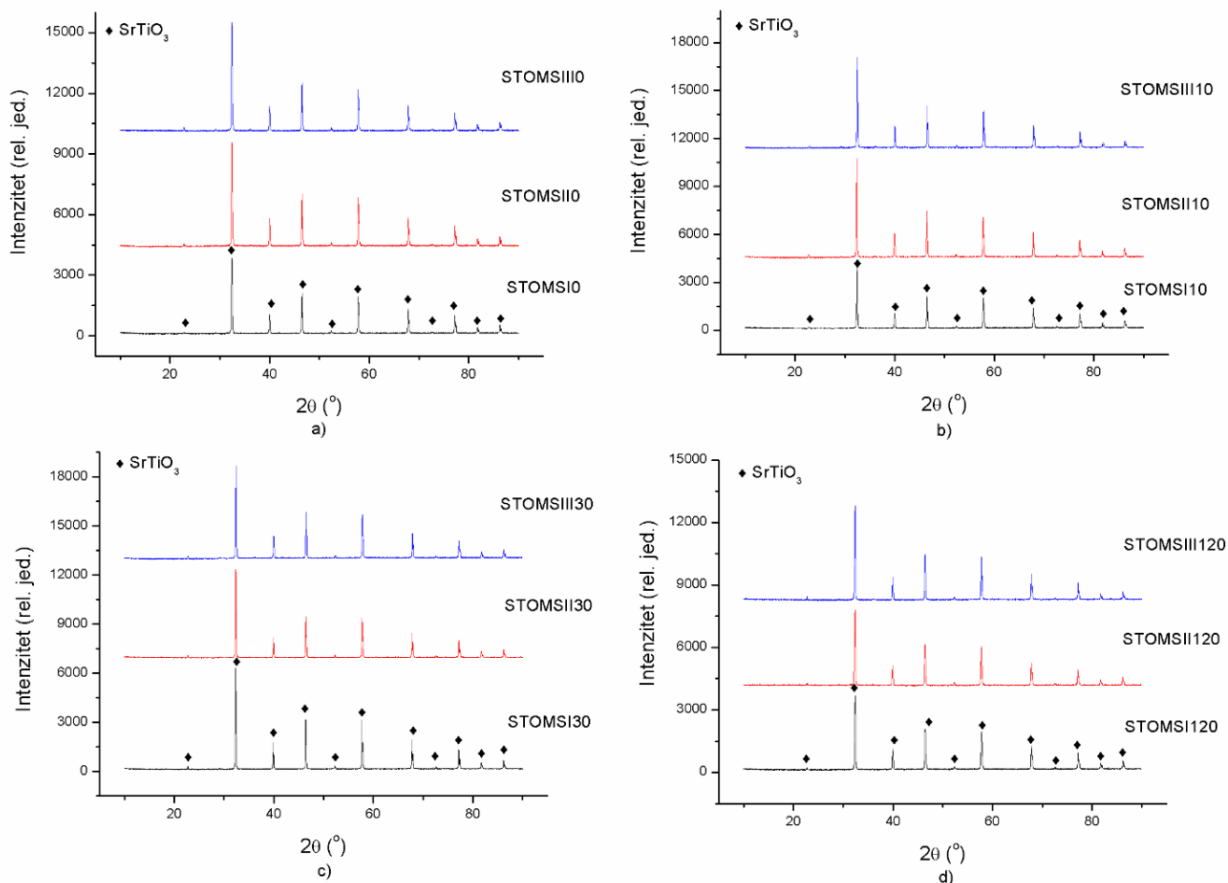 SrTiO₃
15000
12000
9000
6000
3000
0
Intenzitet (rel. jed.)
STOMSIII0
STOMSII0
STOMSI0
20 40 60 80
2θ (°)
a)
SrTiO₃
18000
15000
12000
9000
6000
3000
0
Intenzitet (rel. jed.)
STOMSIII10
STOMSII10
STOMSI10
20 40 60 80
2θ (°)
b)
SrTiO₃
18000
15000
12000
9000
6000
3000
0
Intenzitet (rel. jed.)
STOMSIII30
STOMSII30
STOMSI30
20 40 60 80
2θ (°)
c)
SrTiO₃
15000
12000
9000
6000
3000
0
Intenzitet (rel. jed.)
STOMSIII120
STOMSII120
STOMSI120
20 40 60 80
2θ (°)
d)